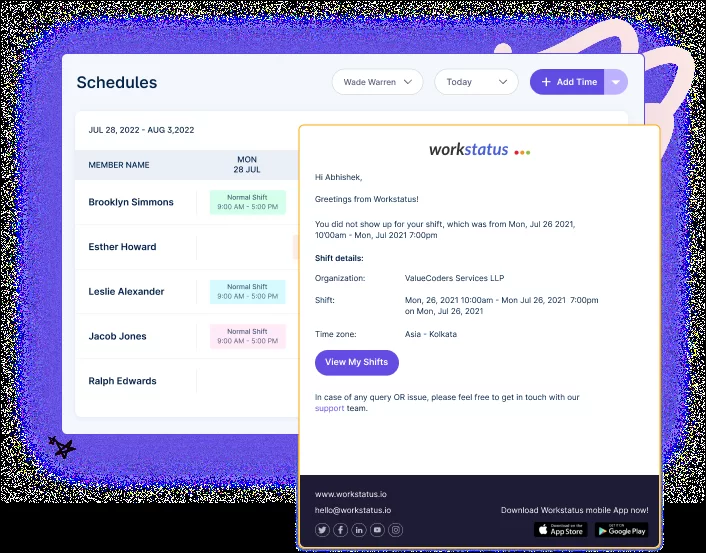 Schedules
Wade Warren
Today
+ Add Time
JUL 28, 2022 - AUG 3,2022
MEMBER NAME
MON
28 JUL
Brooklyn Simmons
Normal Shift
9:00 AM - 5:00 PM
Esther Howard
Leslie Alexander
Normal Shift
9:00 AM - 5:00 PM
Jacob Jones
Normal Shift
9:00 AM - 5:00 PM
Ralph Edwards
workstatus
Hi Abhishek,
Greetings from Workstatus!
You did not show up for your shift, which was from Mon, Jul 26 2021,
10'00am - Mon, Jul 2021 7:00pm
Shift details:
Organization: ValueCoders Services LLP
Shift: Mon, 26, 2021 10:00am - Mon Jul 26, 2021 7:00pm
on Mon, Jul 26, 2021
Time zone: Asia - Kolkata
View My Shifts
In case of any query OR issue, please feel free to get in touch with our
support team.
www.workstatus.io
hello@workstatus.io
Download Workstatus mobile App now!
Download on the
App Store
GET IT ON
Google Play